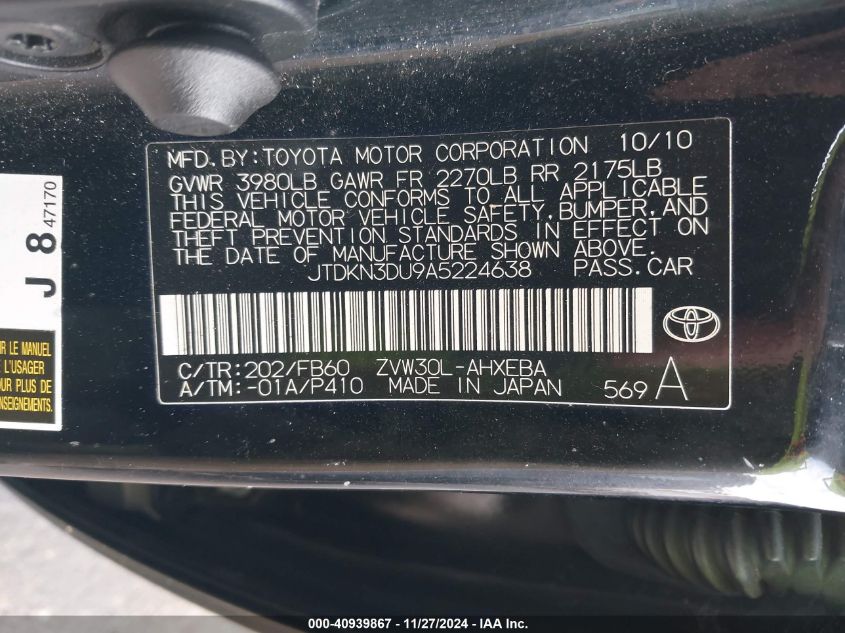 MFD.BY:TOYOTA MOTOR CORPORATION 10/10
GVWR 3980LB GAWR FR 2270LB RR 2175LB
THIS VEHICLE CONFORMS TO ALL APPLICABLE
FEDERAL MOTOR VEHICLE SAFETY,BUMPER,AND
THEFT PREVENTION STANDARDS IN EFFECT ON
THE DATE OF MANUFACTURE SHOWN ABOVE.
JTDKN3DU9A5224638 PASS.CAR
C/TR:202/FB60 ZVW30L-AHXEBA
A/TM:-01A/P410 MADE IN JAPAN 569 A
J 8 47170
LE MANUEL
L'USAGER
PLUS DE
000-40939867 - 11/27/2024 - IAA Inc.